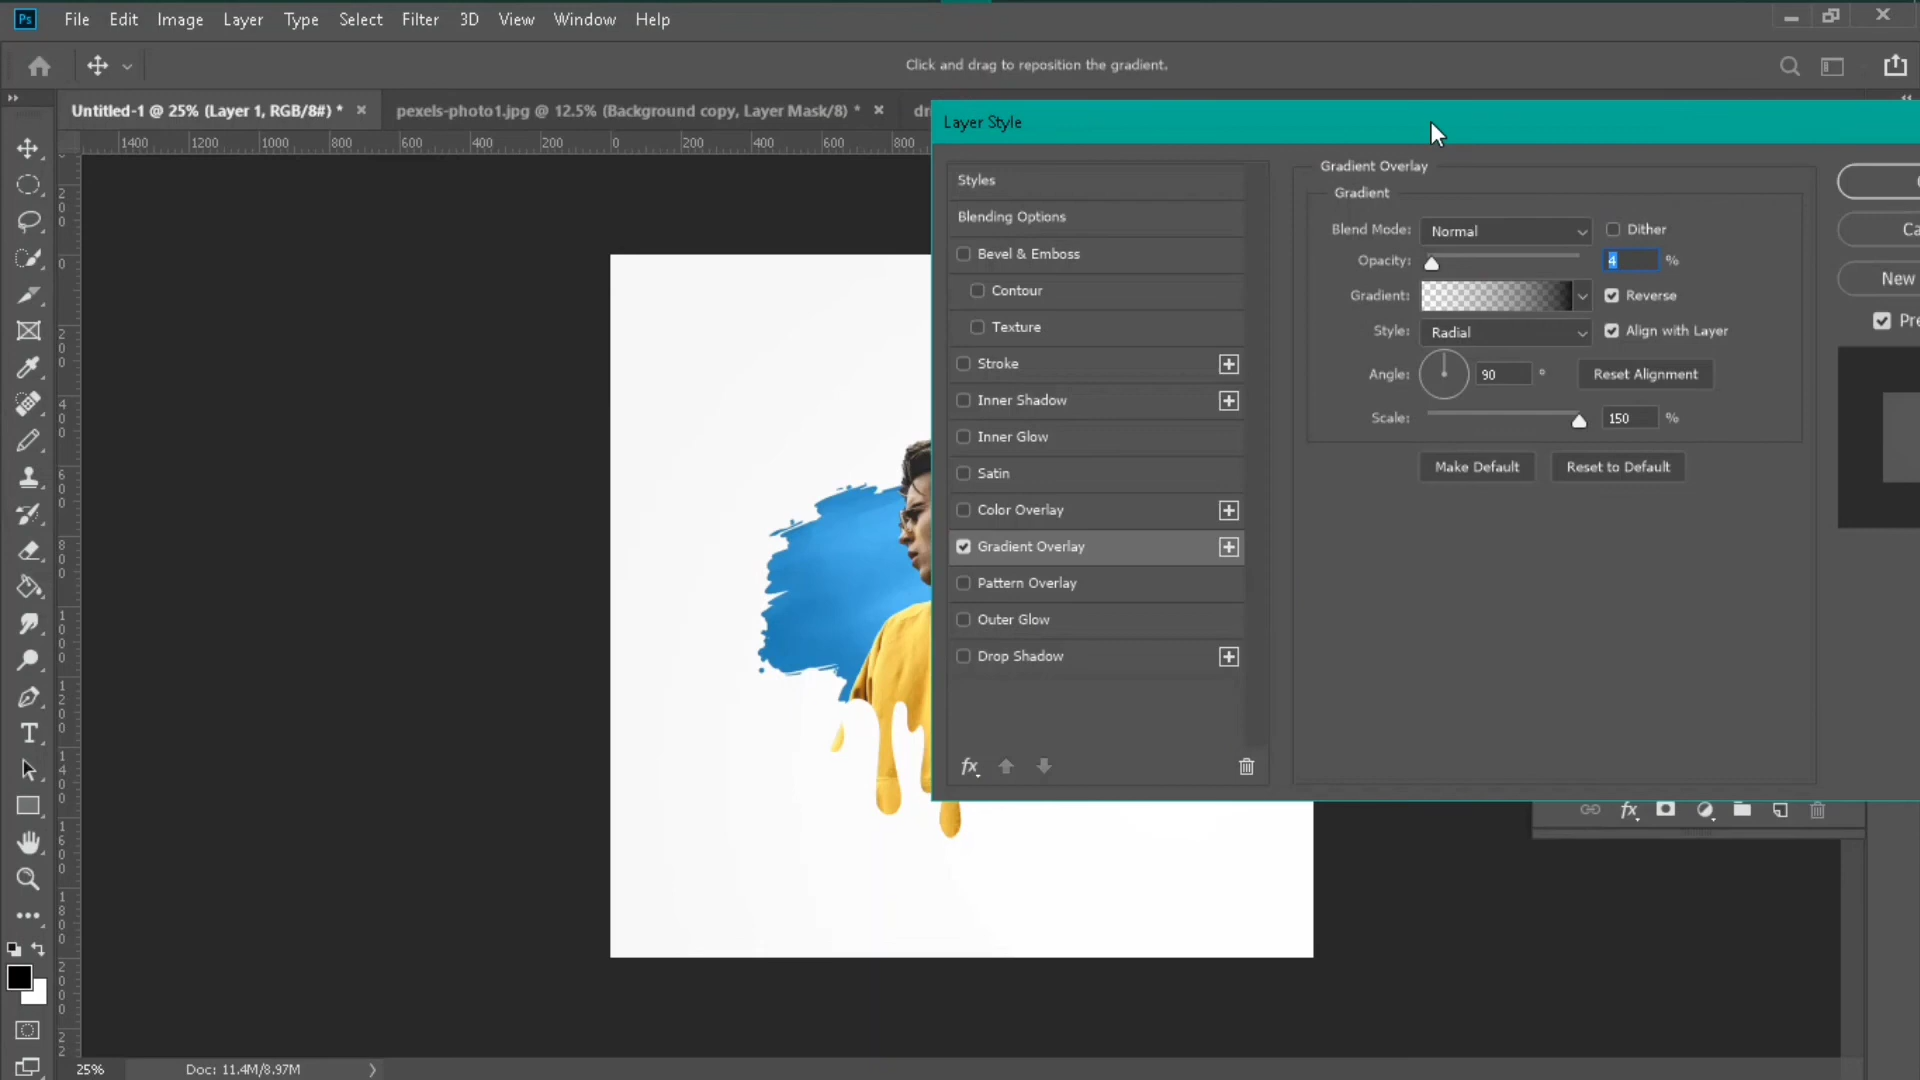 Ps File Edit Image Layer Type Select Filter 3D View Window Help
Click and drag to reposition the gradient.
Untitled-1 @ 25% (Layer 1, RGB/8#) * × pexels-photo1.jpg @ 12.5% (Background copy, Layer Mask/8) * ×
1400 1200 1000 800 600 400 200 0 200 400 600 800
Layer Style
Styles
Blending Options
Bevel & Emboss
Contour
Texture
Stroke
Inner Shadow
Inner Glow
Satin
Color Overlay
Gradient Overlay
Pattern Overlay
Outer Glow
Drop Shadow
fx
Gradient Overlay
Gradient
Blend Mode: Normal Dither
Opacity: 4 %
Gradient: Reverse
Style: Radial Align with Layer
Angle: 90 ° Reset Alignment
Scale: 150 %
Make Default Reset to Default
New
fx
25% Doc: 11.4M/8.97M